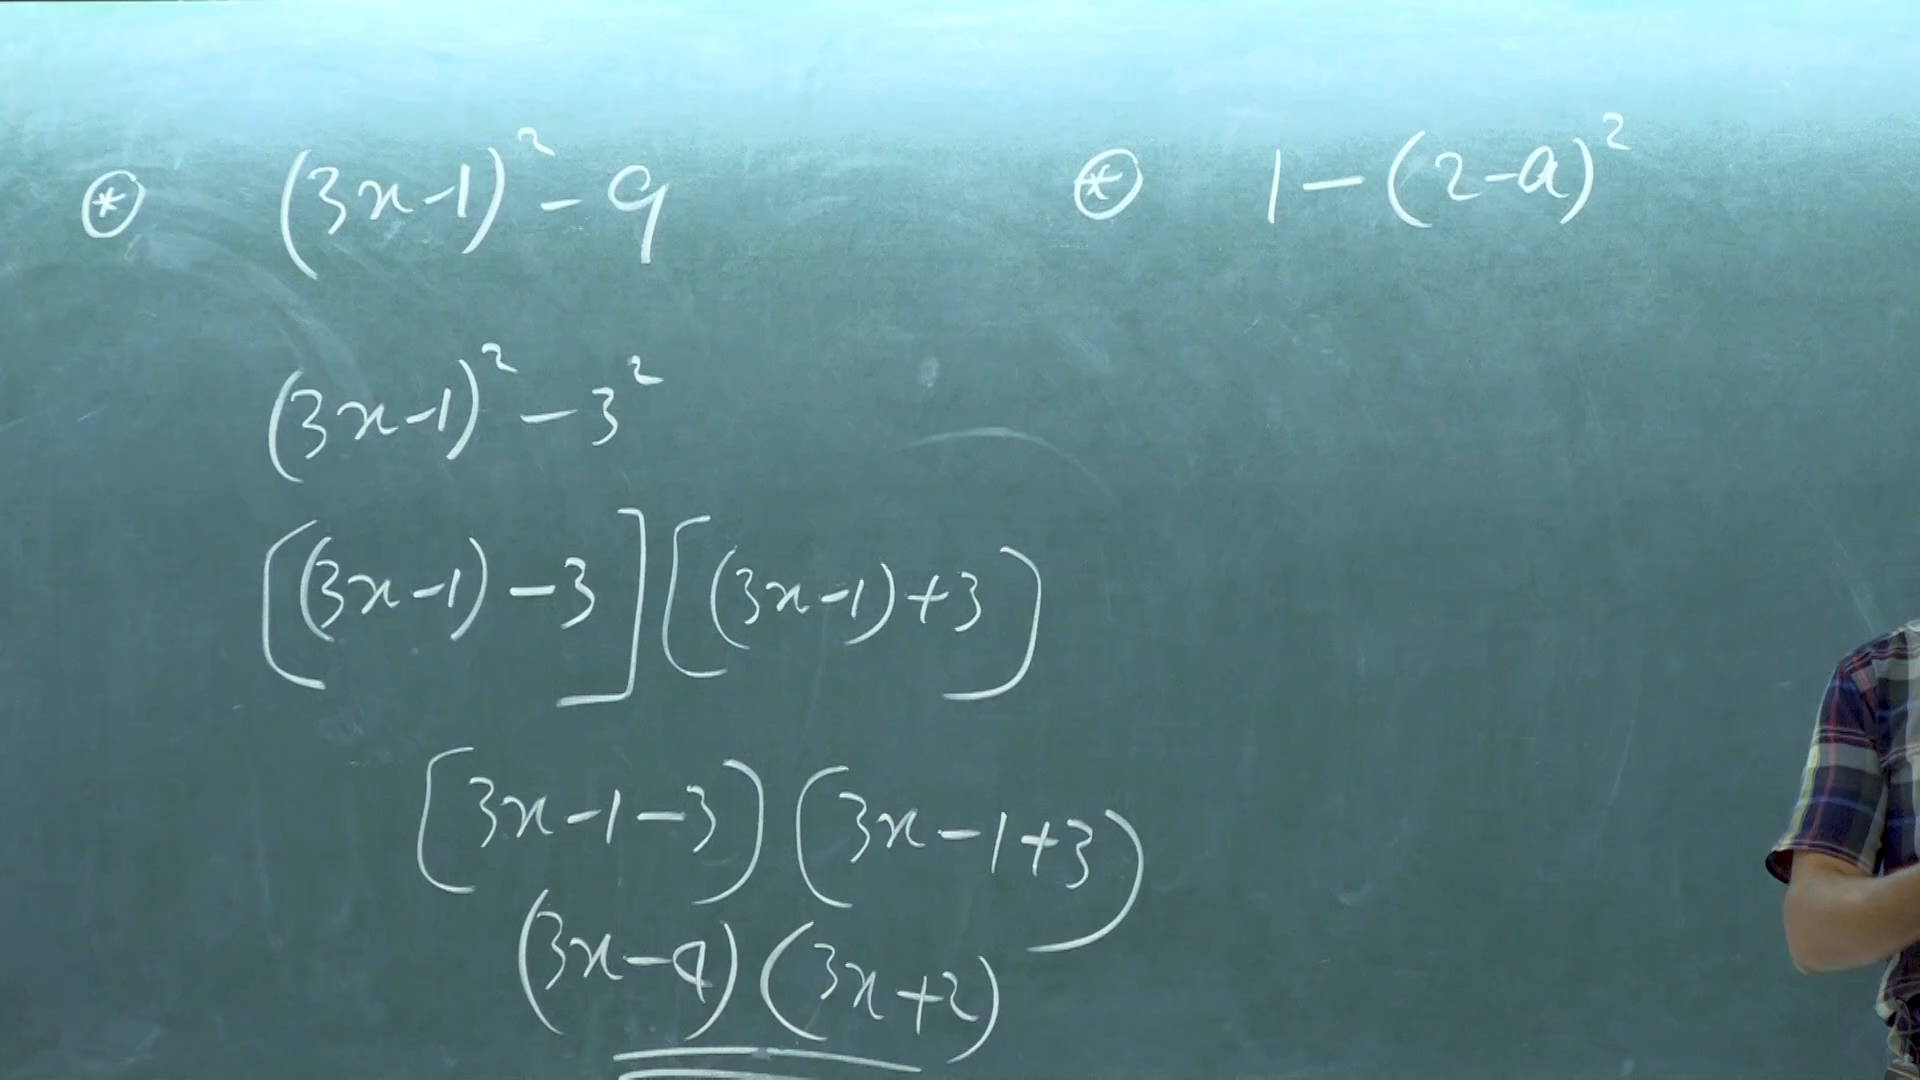 ⊛ (3x-1)² - 9
(3x-1)² - 3²
[(3x-1) - 3] [(3x-1) + 3)
[3x-1-3) (3x-1+3)
(3x-4) (3x+2)
⊛ 1 - (2-a)²